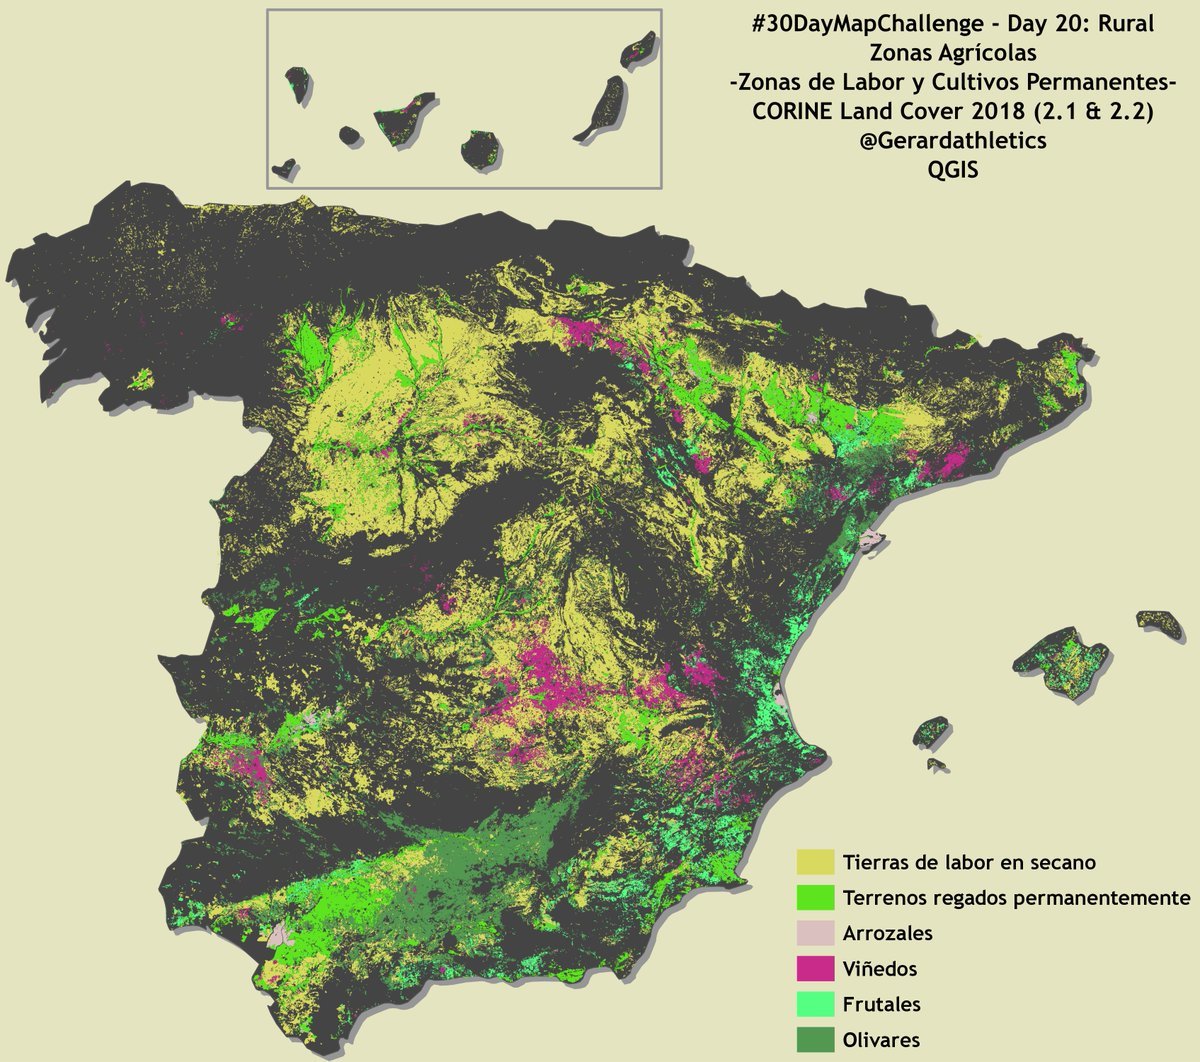 #30DayMapChallenge - Day 20: Rural
Zonas Agrícolas
-Zonas de Labor y Cultivos Permanentes-
CORINE Land Cover 2018 (2.1 & 2.2)
@Gerardathletics
QGIS
Tierras de labor en secano
Terrenos regados permanentemente
Arrozales
Viñedos
Frutales
Olivares